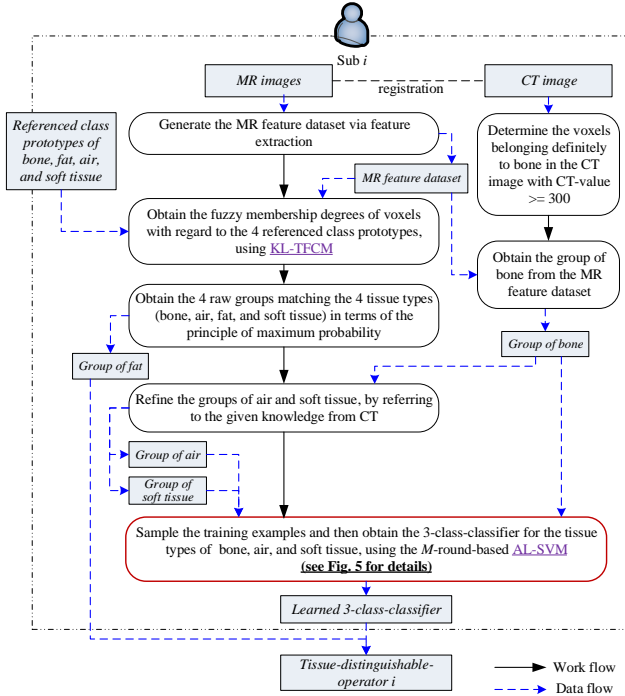 Sub i
MR images
CT image
registration
Referenced class
prototypes of
bone, fat, air,
and soft tissue
Generate the MR feature dataset via feature
extraction
Determine the voxels
belonging definitely
to bone in the CT
image with CT-value
>= 300
MR feature dataset
Obtain the fuzzy membership degrees of voxels
with regard to the 4 referenced class prototypes,
using KL-TFCM
Obtain the group of
bone from the MR
feature dataset
Obtain the 4 raw groups matching the 4 tissue types
(bone, air, fat, and soft tissue) in terms of the
principle of maximum probability
Group of bone
Group of fat
Refine the groups of air and soft tissue, by referring
to the given knowledge from CT
Group of air
Group of
soft tissue
Sample the training examples and then obtain the 3-class-classifier for the tissue
types of bone, air, and soft tissue, using the M-round-based AL-SVM
(see Fig. 5 for details)
Learned 3-class-classifier
Tissue-distinguishable-
operator i
Work flow
Data flow